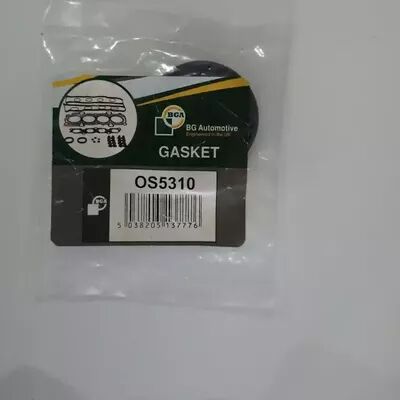 BGA
BG Automotive
Engineered in the UK
GASKET
OS5310
BGA
5 038205 137776